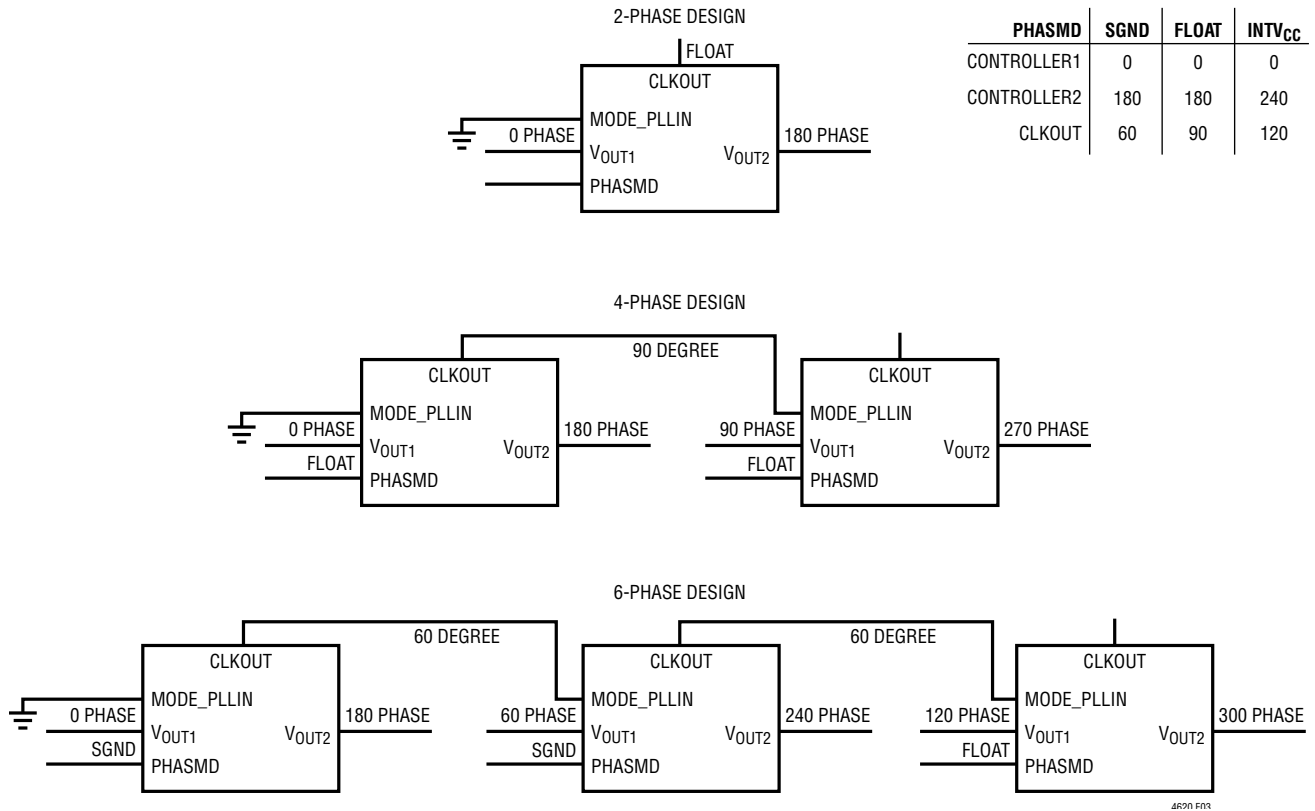 2-PHASE DESIGN
FLOAT
CLKOUT
MODE_PLLIN
0 PHASE
VOUT1
VOUT2
180 PHASE
PHASMD
PHASMD SGND FLOAT INTVCC
CONTROLLER1 0 0 0
CONTROLLER2 180 180 240
CLKOUT 60 90 120
4-PHASE DESIGN
90 DEGREE
CLKOUT
MODE_PLLIN
0 PHASE
VOUT1
VOUT2
180 PHASE
FLOAT
PHASMD
CLKOUT
MODE_PLLIN
90 PHASE
VOUT1
VOUT2
270 PHASE
FLOAT
PHASMD
6-PHASE DESIGN
60 DEGREE
60 DEGREE
CLKOUT
MODE_PLLIN
0 PHASE
VOUT1
VOUT2
180 PHASE
SGND
PHASMD
CLKOUT
MODE_PLLIN
60 PHASE
VOUT1
VOUT2
240 PHASE
SGND
PHASMD
CLKOUT
MODE_PLLIN
120 PHASE
VOUT1
VOUT2
300 PHASE
FLOAT
PHASMD
4620 F03